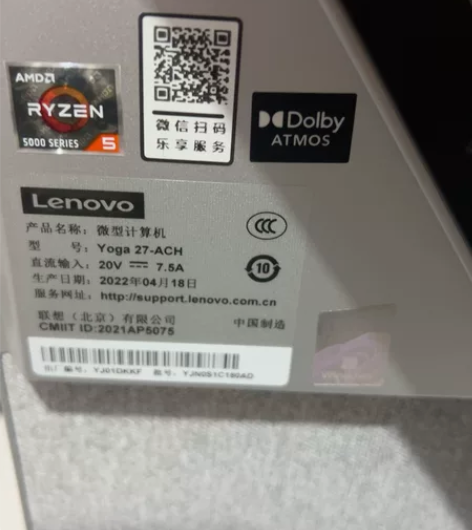 AMD
RYZEN
5000 SERIES 5
微信扫码
乐享服务
Dolby
ATMOS
Lenovo
产品名称: 微型计算机
型 号: Yoga 27-ACH
直流输入: 20V ⎓ 7.5A
生产日期: 2022年04月18日
服务网址: http://support.lenovo.com.cn
联想（北京）有限公司
CMIIT ID:2021AP5075
中国制造
CCC
10